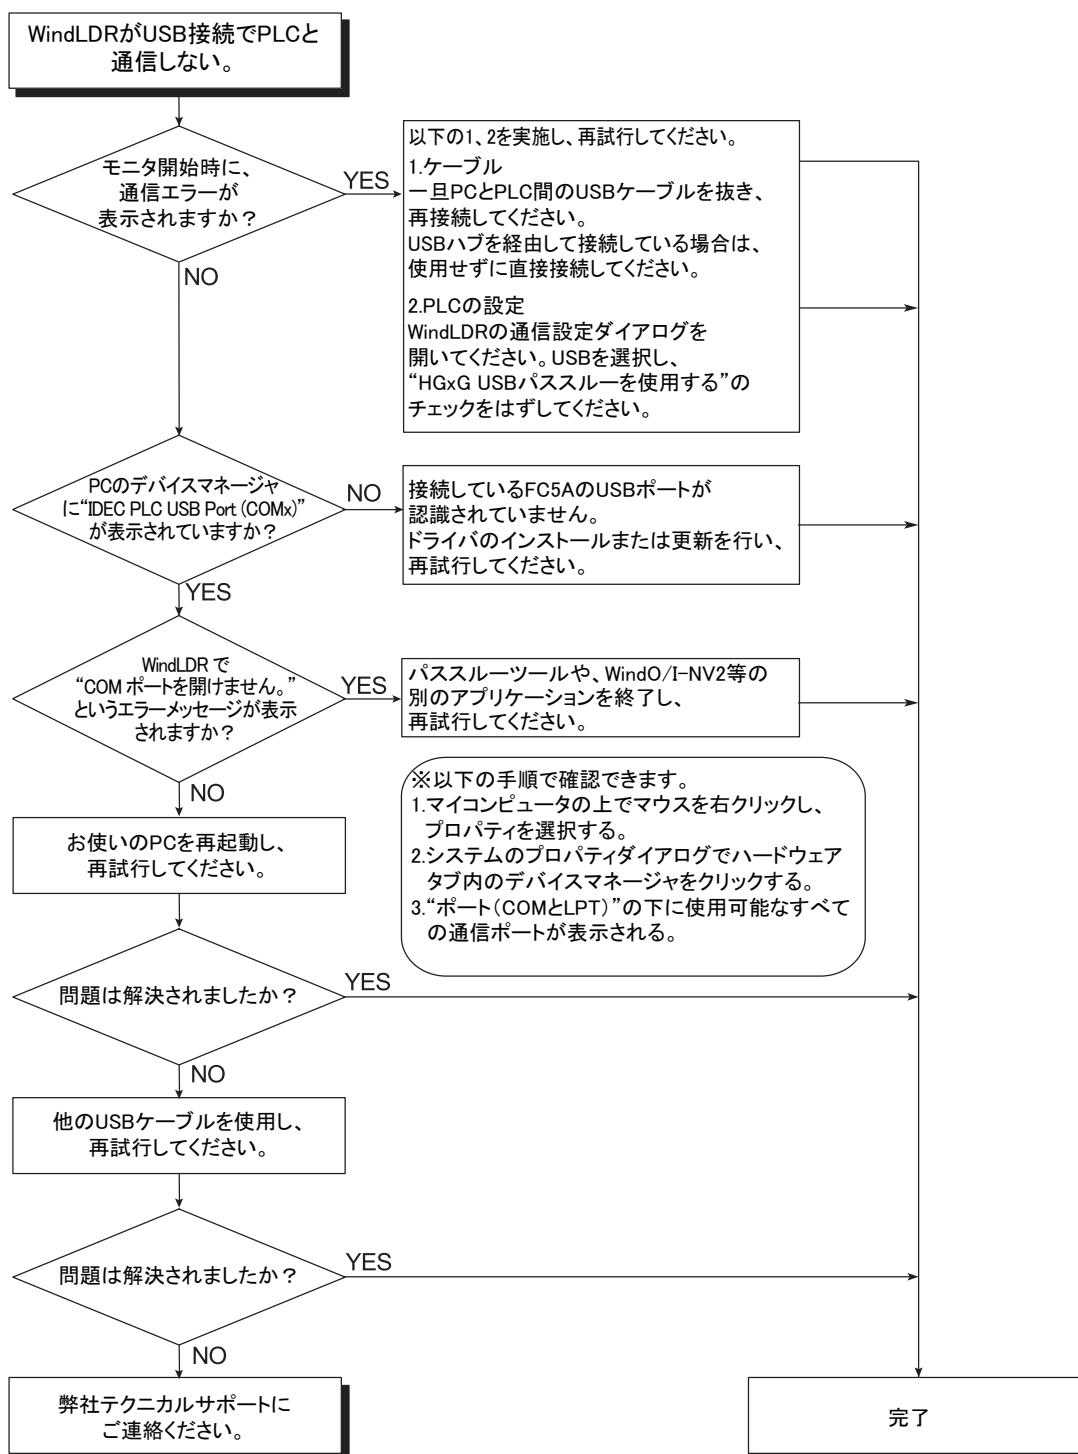 WindLDRがUSB接続でPLCと
通信しない。
モニタ開始時に、
通信エラーが
表示されますか？
YES
以下の1、2を実施し、再試行してください。
1.ケーブル
一旦PCとPLC間のUSBケーブルを抜き、
再接続してください。
USBハブを経由して接続している場合は、
使用せずに直接接続してください。
2.PLCの設定
WindLDRの通信設定ダイアログを
開いてください。USBを選択し、
“HGxG USBパススルーを使用する”の
チェックをはずしてください。
NO
PCのデバイスマネージャ
に“IDEC PLC USB Port (COMx)”
が表示されていますか？
NO
接続しているFC5AのUSBポートが
認識されていません。
ドライバのインストールまたは更新を行い、
再試行してください。
YES
WindLDR で
“COM ポートを開けません。”
というエラーメッセージが表示
されますか？
YES
パススルーツールや、WindO/I-NV2等の
別のアプリケーションを終了し、
再試行してください。
NO
※以下の手順で確認できます。
1.マイコンピュータの上でマウスを右クリックし、
プロパティを選択する。
2.システムのプロパティダイアログでハードウェア
タブ内のデバイスマネージャをクリックする。
3.“ポート（COMとLPT）”の下に使用可能なすべて
の通信ポートが表示される。
お使いのPCを再起動し、
再試行してください。
問題は解決されましたか？
YES
NO
他のUSBケーブルを使用し、
再試行してください。
問題は解決されましたか？
YES
NO
弊社テクニカルサポートに
ご連絡ください。
完了